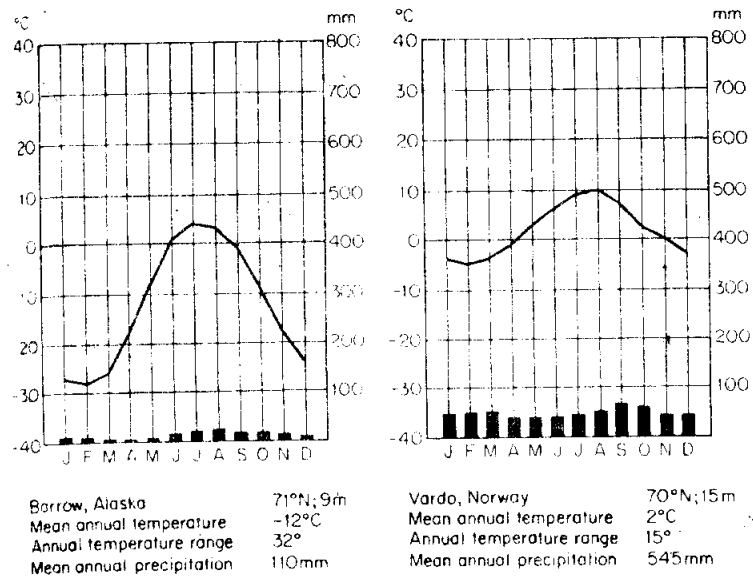 °C mm
40 800
30 700
20 600
10 500
0 400
-10 300
-20 200
-30 100
-40
J F M A M J J A S O N D
Barrow, Alaska 71°N; 9m
Mean annual temperature -12°C
Annual temperature range 32°
Mean annual precipitation 110mm
°C mm
40 800
30 700
20 600
10 500
0 400
-10 300
-20 200
-30 100
-40
J F M A M J J A S O N D
Vardo, Norway 70°N; 15m
Mean annual temperature 2°C
Annual temperature range 15°
Mean annual precipitation 545mm